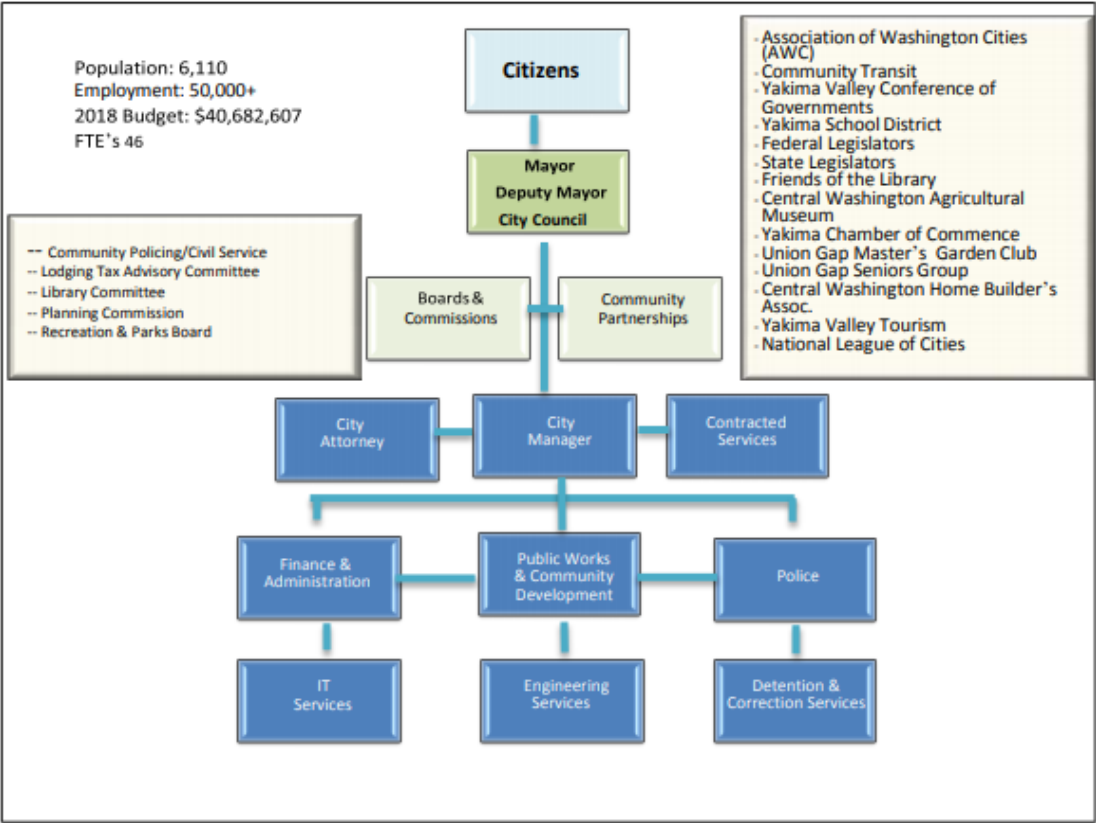 Population: 6,110
Employment: 50,000+
2018 Budget: $40,682,607
FTE's 46
Citizens
Mayor
Deputy Mayor
City Council
- Association of Washington Cities
(AWC)
- Community Transit
- Yakima Valley Conference of
Governments
- Yakima School District
- Federal Legislators
- State Legislators
- Friends of the Library
- Central Washington Agricultural
Museum
- Yakima Chamber of Commerce
- Union Gap Master's Garden Club
- Union Gap Seniors Group
- Central Washington Home Builder's
Assoc.
- Yakima Valley Tourism
- National League of Cities
-- Community Policing/Civil Service
-- Lodging Tax Advisory Committee
-- Library Committee
-- Planning Commission
-- Recreation & Parks Board
Boards &
Commissions
Community
Partnerships
City
Attorney
City
Manager
Contracted
Services
Finance &
Administration
Public Works
& Community
Development
Police
IT
Services
Engineering
Services
Detention &
Correction Services